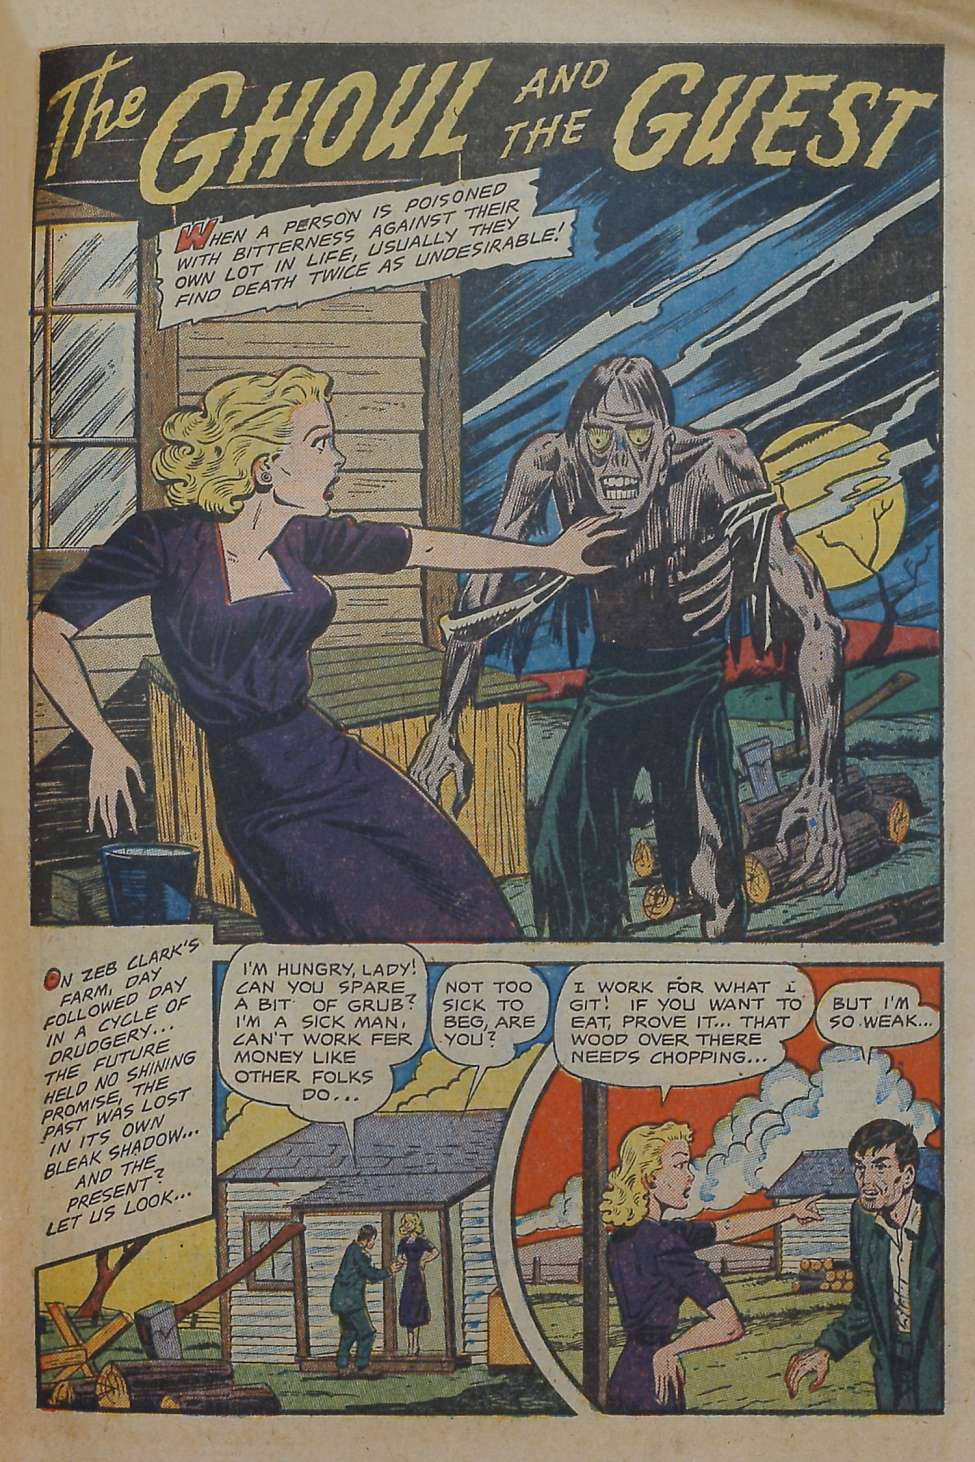 The GHOUL AND THE GUEST
WHEN A PERSON IS POISONED
WITH BITTERNESS AGAINST THEIR
OWN LOT IN LIFE, USUALLY THEY
FIND DEATH TWICE AS UNDESIRABLE!
ON ZEB CLARK'S
FARM, DAY
FOLLOWED DAY
IN A CYCLE OF
DRUDGERY...
THE FUTURE
HELD NO SHINING
PROMISE, THE
PAST WAS LOST
IN ITS OWN
BLEAK SHADOW...
AND THE
PRESENT?
LET US LOOK...
I'M HUNGRY, LADY!
CAN YOU SPARE
A BIT OF GRUB?
I'M A SICK MAN,
CAN'T WORK FER
MONEY LIKE
OTHER FOLKS
DO...
NOT TOO
SICK TO
BEG, ARE
YOU?
I WORK FOR WHAT I
GIT! IF YOU WANT TO
EAT, PROVE IT... THAT
WOOD OVER THERE
NEEDS CHOPPING...
BUT I'M
SO WEAK...